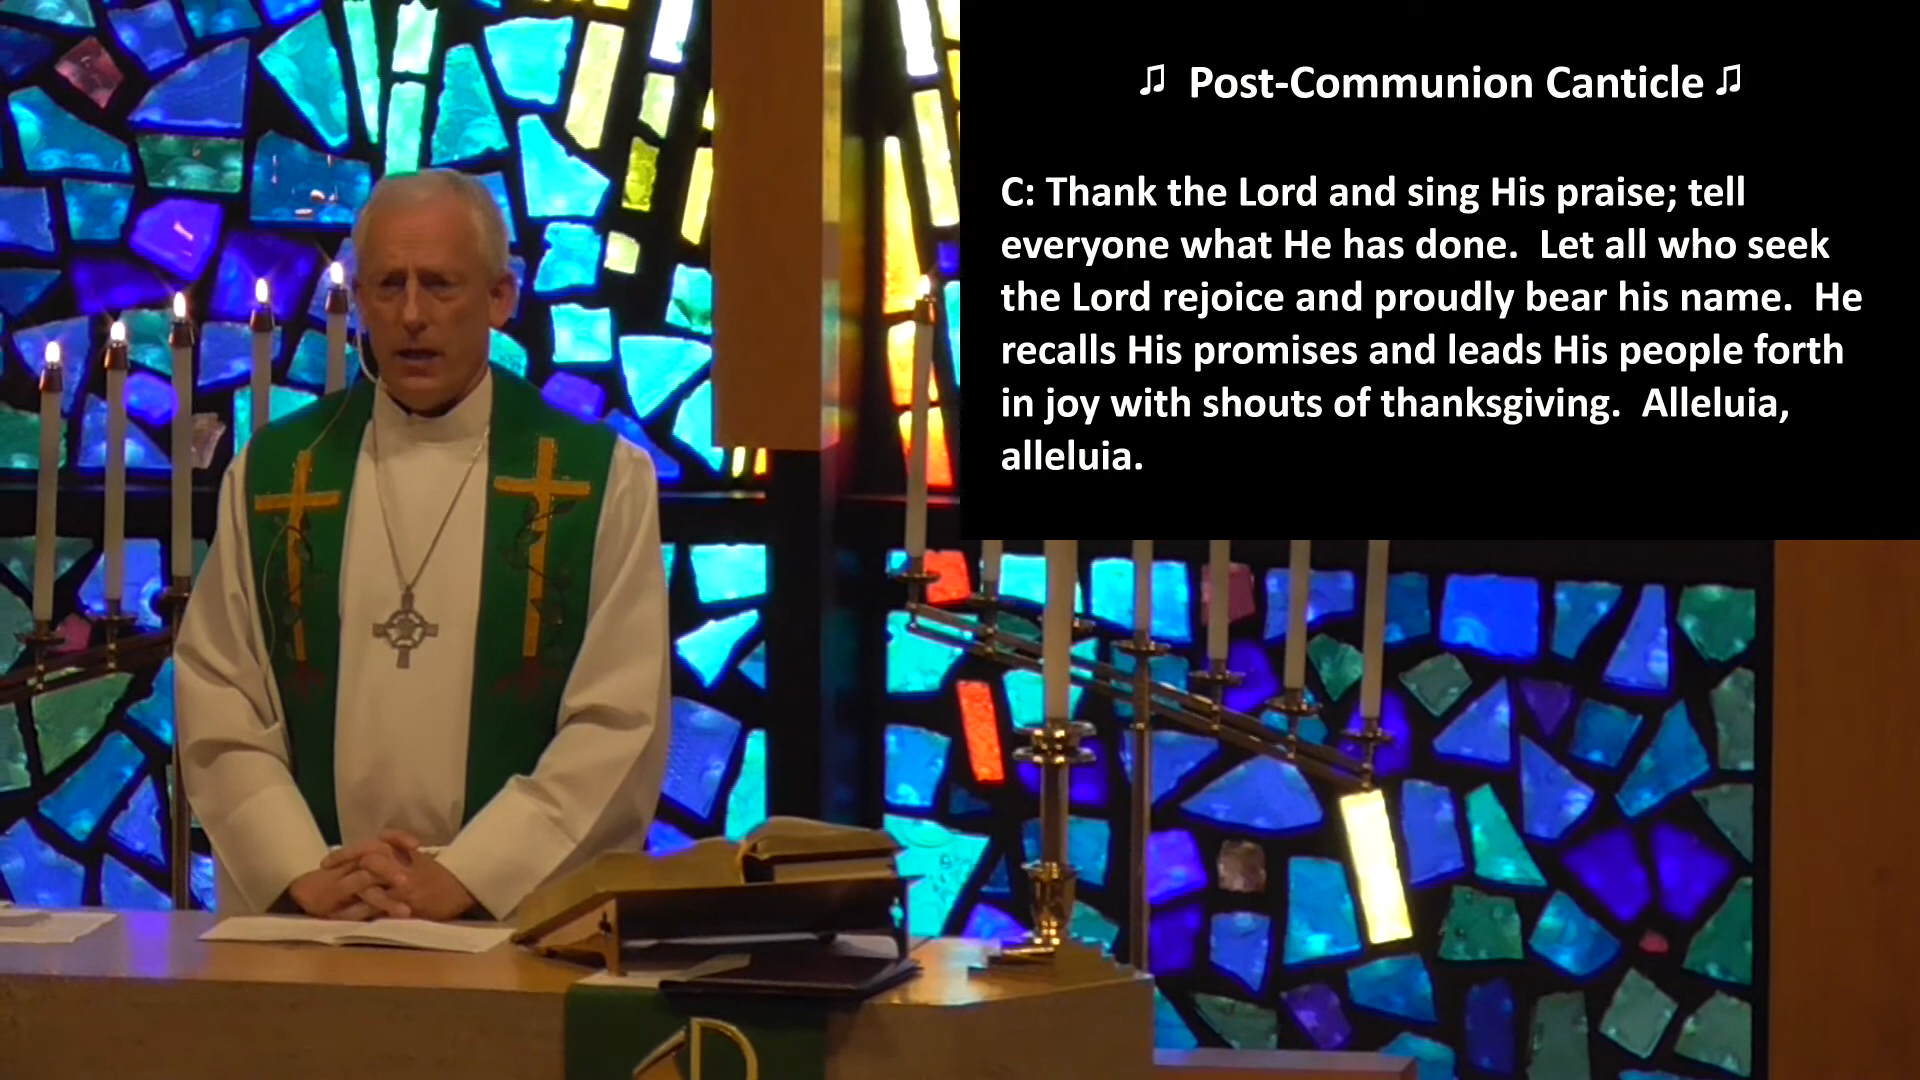 ♫ Post-Communion Canticle ♫
C: Thank the Lord and sing His praise; tell
everyone what He has done.  Let all who seek
the Lord rejoice and proudly bear his name.  He
recalls His promises and leads His people forth
in joy with shouts of thanksgiving.  Alleluia,
alleluia.